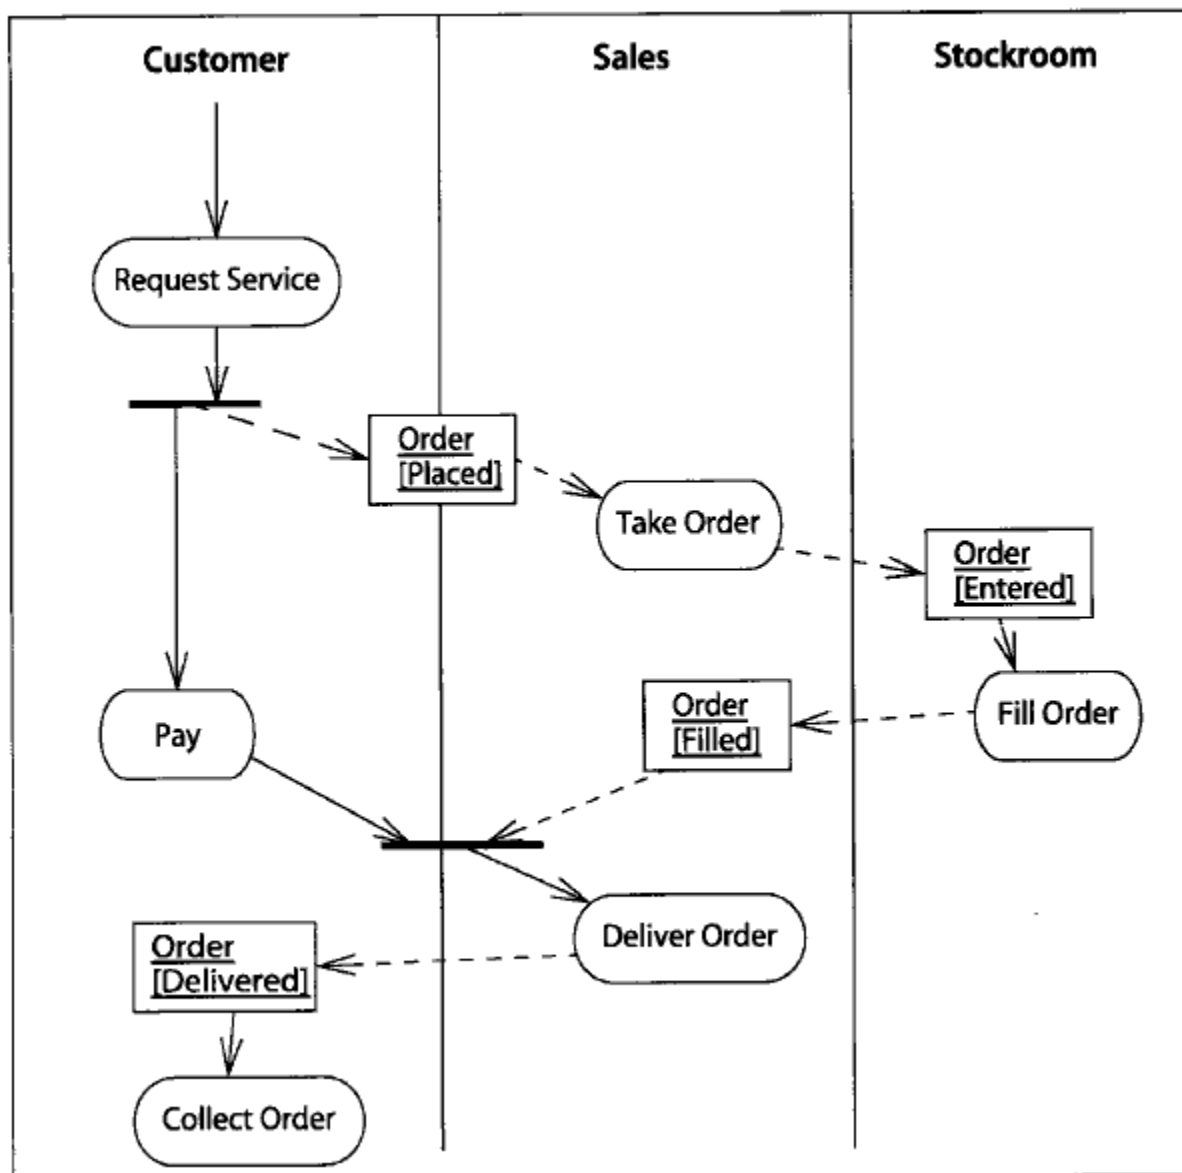 Customer
Sales
Stockroom
Request Service
Order
[Placed]
Take Order
Order
[Entered]
Order
[Filled]
Fill Order
Pay
Deliver Order
Order
[Delivered]
Collect Order